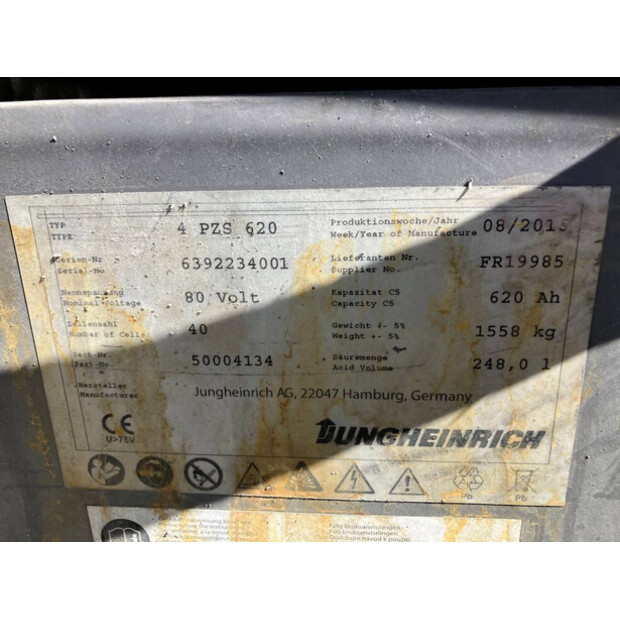 TYP 4 PZS 620 Produktionswoche/Jahr 08/2013
TYPE Week/Year of Manufacture
Serien-Nr 6392234001 Lieferanten Nr. FR19985
Serial-No Supplier No.
Nennspannung 80 Volt Kapazitat C5 620 Ah
Nominal Voltage Capacity C5
Zellenzahl 40 Gewicht +- 5% 1558 kg
Number of Cells Weight +- 5%
Sach-Nr. 50004134 Säuremenge 248,0 l
Part-No. Acid Volume
Hersteller Jungheinrich AG, 22047 Hamburg, Germany
Manufacturer
CE JUNGHEINRICH
U>75V
Pb Pb